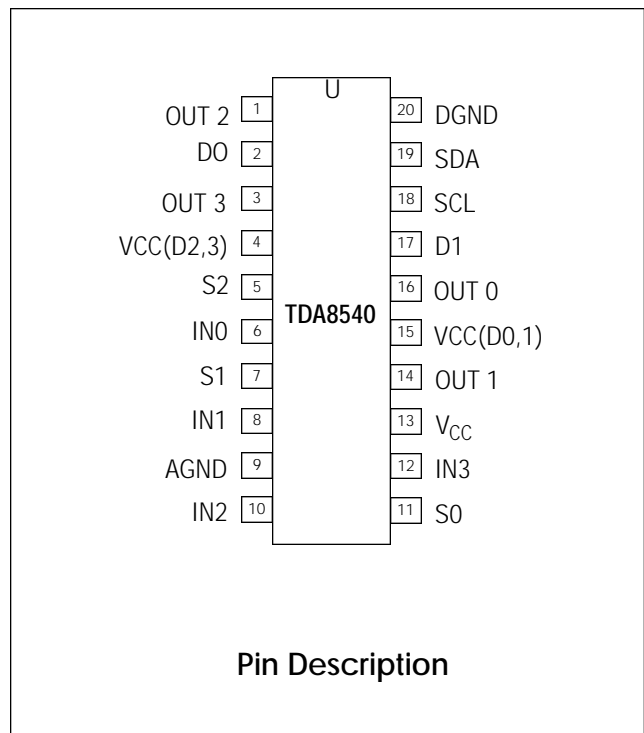 U
OUT 2 1 20 DGND
DO 2 19 SDA
OUT 3 3 18 SCL
VCC(D2,3) 4 17 D1
S2 5 16 OUT 0
TDA8540
IN0 6 15 VCC(D0,1)
S1 7 14 OUT 1
IN1 8 13 VCC
AGND 9 12 IN3
IN2 10 11 S0
Pin Description